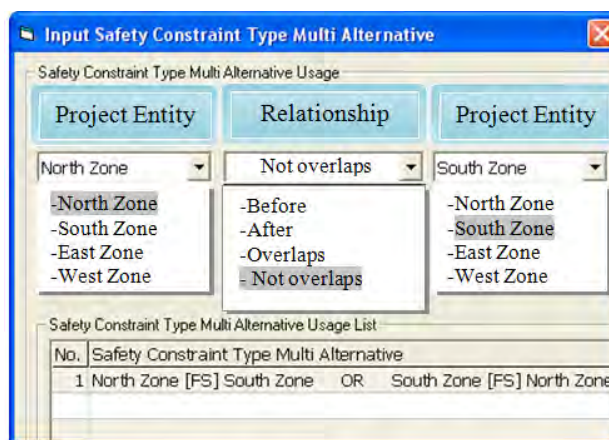 Input Safety Constraint Type Multi Alternative
Safety Constraint Type Multi Alternative Usage
Project Entity Relationship Project Entity
North Zone Not overlaps South Zone
-North Zone -Before -North Zone
-South Zone -After -South Zone
-East Zone -Overlaps -East Zone
-West Zone - Not overlaps -West Zone
Safety Constraint Type Multi Alternative Usage List
No. Safety Constraint Type Multi Alternative
1 North Zone [FS] South Zone OR South Zone [FS] North Zone